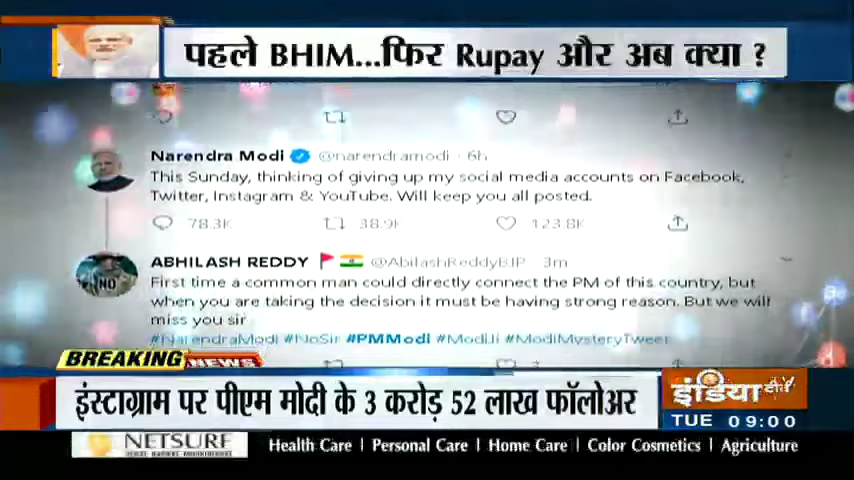 पहले BHIM...फिर Rupay और अब क्या ?
Narendra Modi @narendramodi · 6h
This Sunday, thinking of giving up my social media accounts on Facebook,
Twitter, Instagram & YouTube. Will keep you all posted.
78.3K 38.9K 123.8K
ABHILASH REDDY @AbilashReddyBJP · 3m
First time a common man could directly connect the PM of this country, but
when you are taking the decision it must be having strong reason. But we will
miss you sir
#NarendraModi #NoSir #PMModi #ModiJi #ModiMysteryTweet
BREAKING NEWS
इंस्टाग्राम पर पीएम मोदी के 3 करोड़ 52 लाख फॉलोअर
इंडिया टीवी
TUE 09:00
NETSURF
Health Care | Personal Care | Home Care | Color Cosmetics | Agriculture